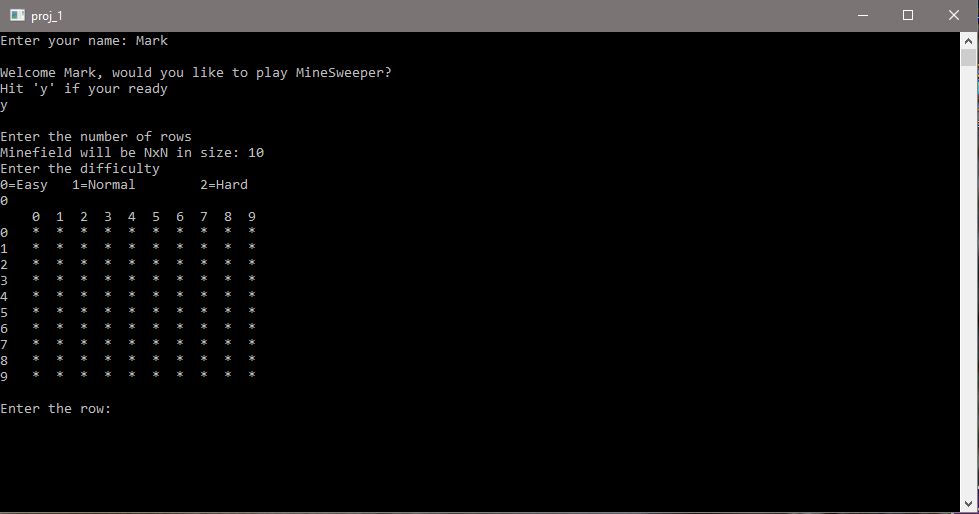 proj_1
Enter your name: Mark
Welcome Mark, would you like to play MineSweeper?
Hit 'y' if your ready
y
Enter the number of rows
Minefield will be NxN in size: 10
Enter the difficulty
0=Easy   1=Normal        2=Hard
0
    0  1  2  3  4  5  6  7  8  9
0   *  *  *  *  *  *  *  *  *  *
1   *  *  *  *  *  *  *  *  *  *
2   *  *  *  *  *  *  *  *  *  *
3   *  *  *  *  *  *  *  *  *  *
4   *  *  *  *  *  *  *  *  *  *
5   *  *  *  *  *  *  *  *  *  *
6   *  *  *  *  *  *  *  *  *  *
7   *  *  *  *  *  *  *  *  *  *
8   *  *  *  *  *  *  *  *  *  *
9   *  *  *  *  *  *  *  *  *  *
Enter the row: